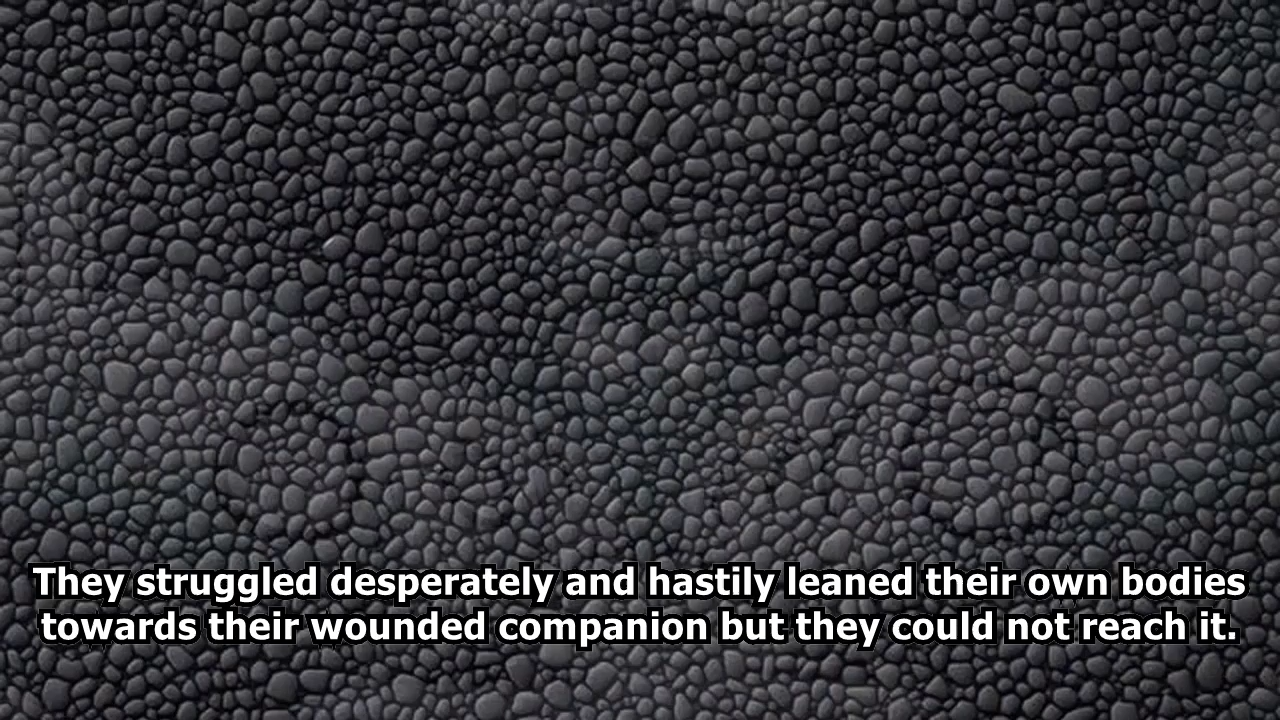 They struggled desperately and hastily leaned their own bodies
towards their wounded companion but they could not reach it.